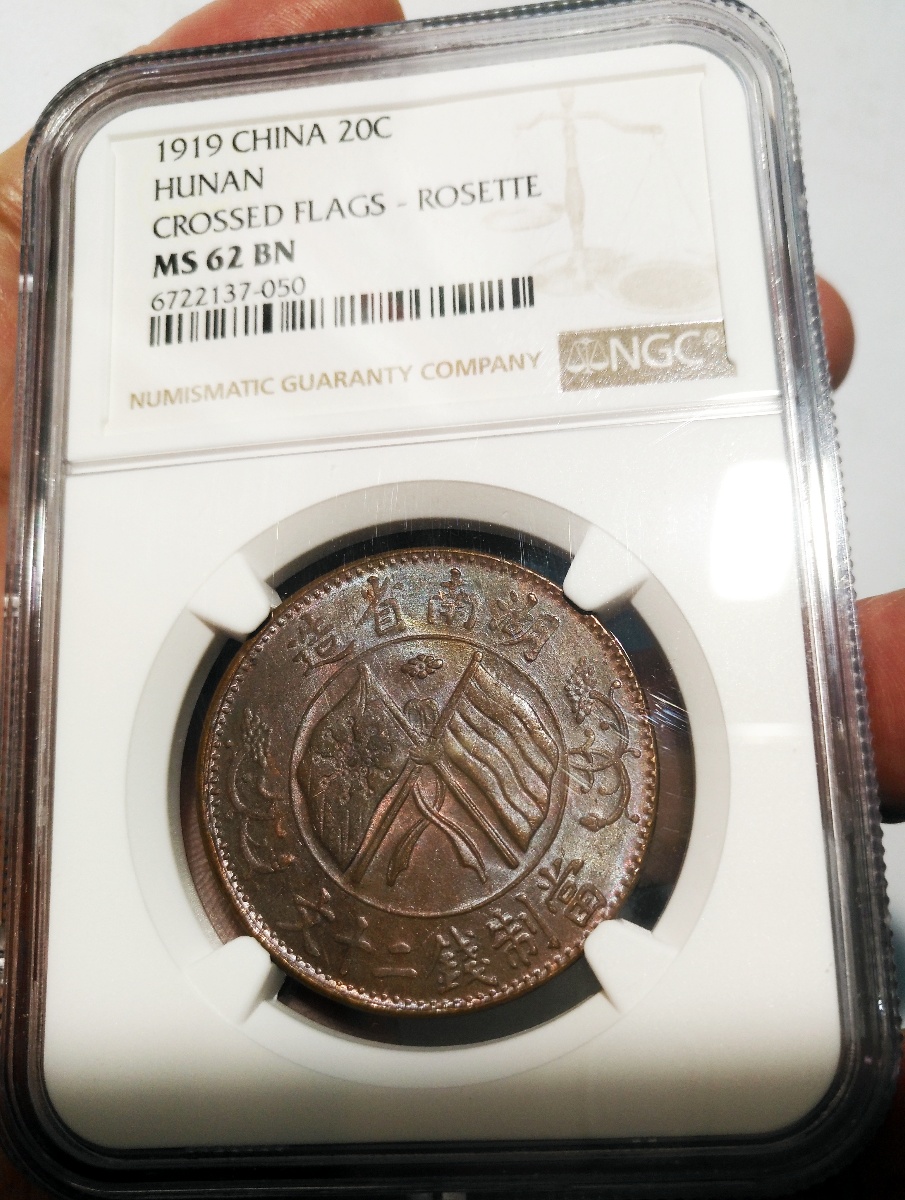 1919 CHINA 20C
HUNAN
CROSSED FLAGS - ROSETTE
MS 62 BN
6722137-050
NGC®
NUMISMATIC GUARANTY COMPANY
湖南省造
當制錢二十文